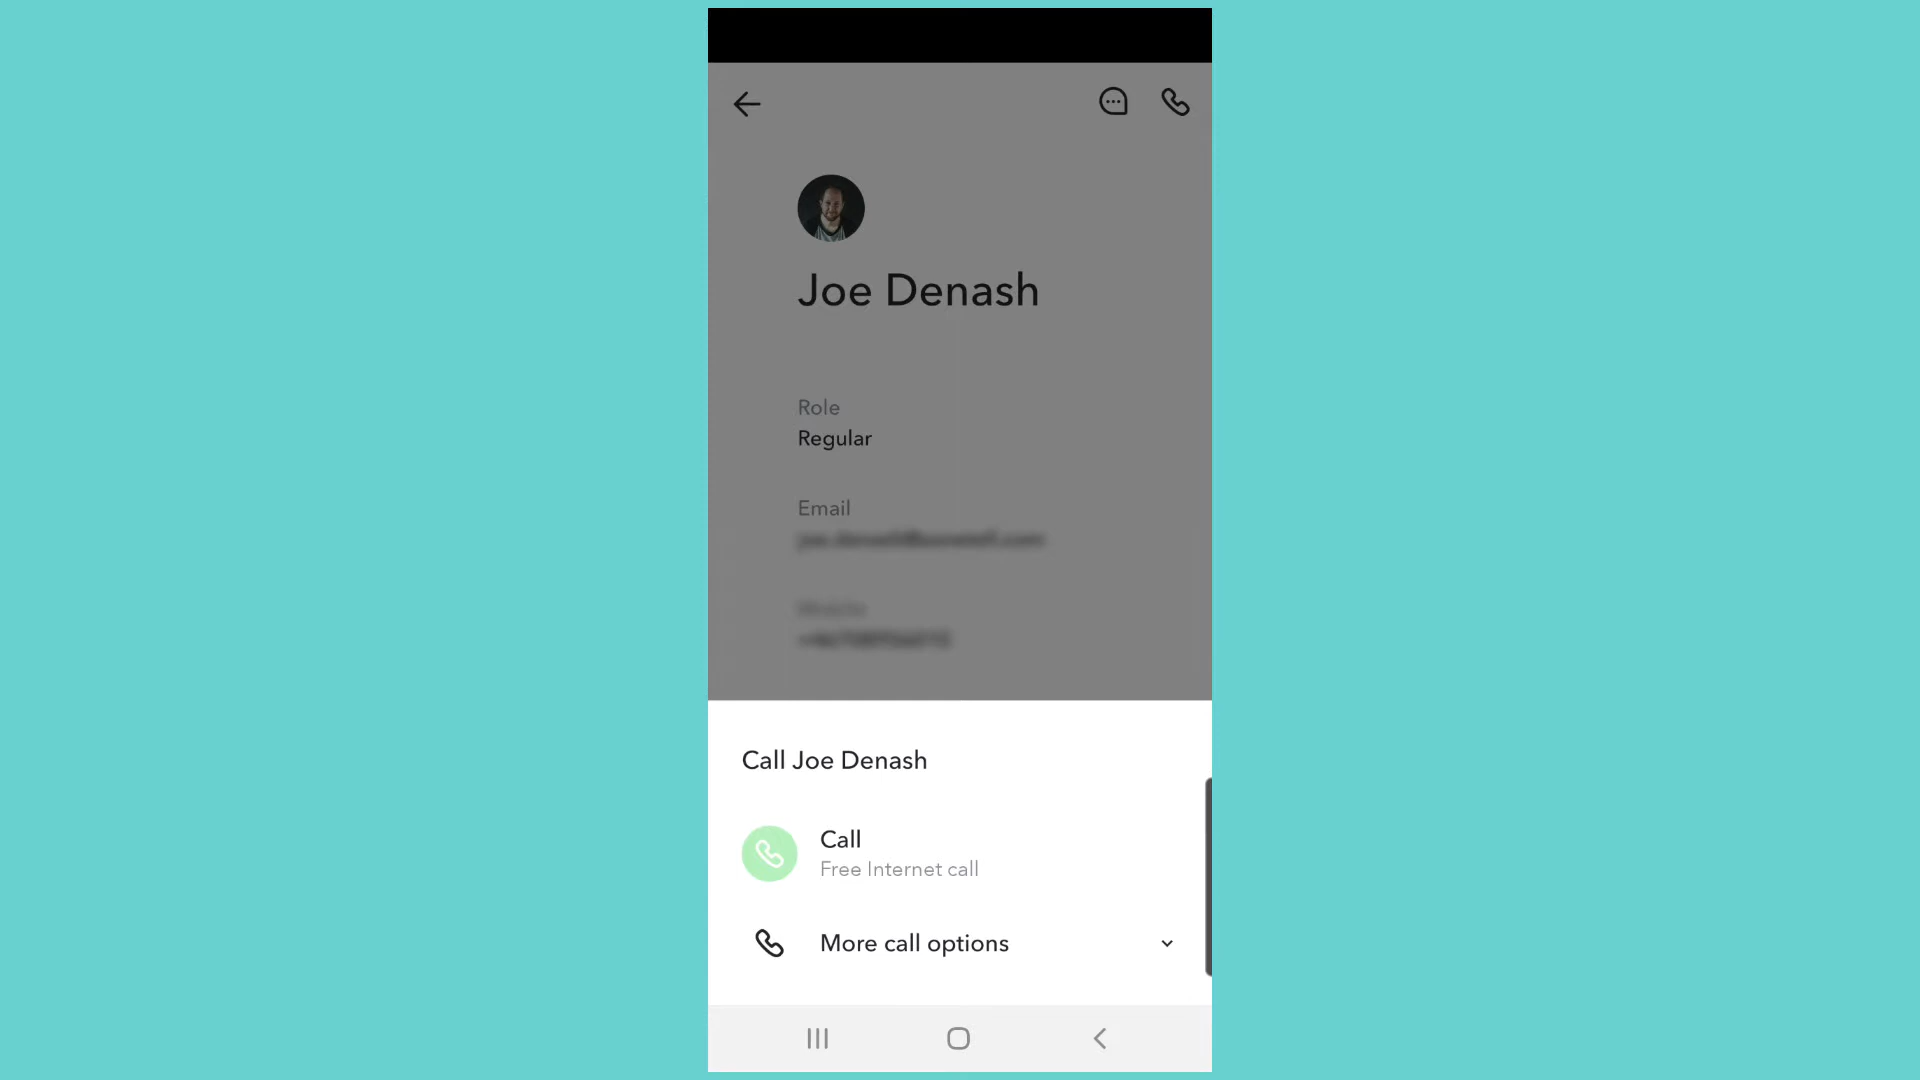 Joe Denash
Role
Regular
Email
Call Joe Denash
Call
Free Internet call
More call options